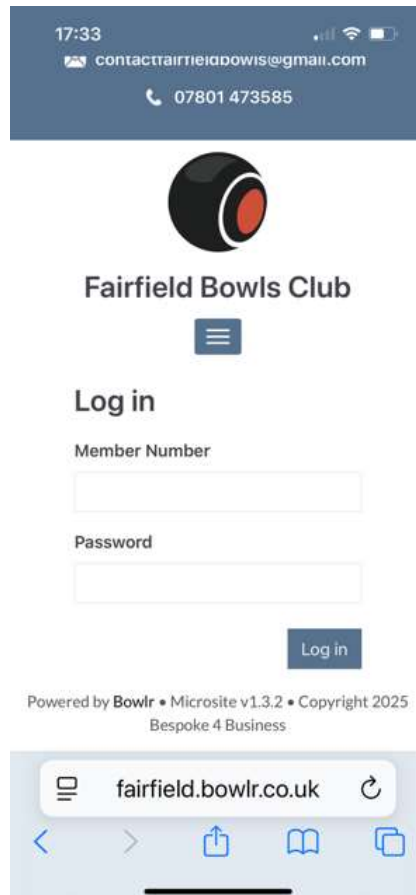 17:33
contactfairfieldbowls@gmail.com
07801 473585
Fairfield Bowls Club
Log in
Member Number
Password
Log in
Powered by Bowlr • Microsite v1.3.2 • Copyright 2025
Bespoke 4 Business
fairfield.bowlr.co.uk